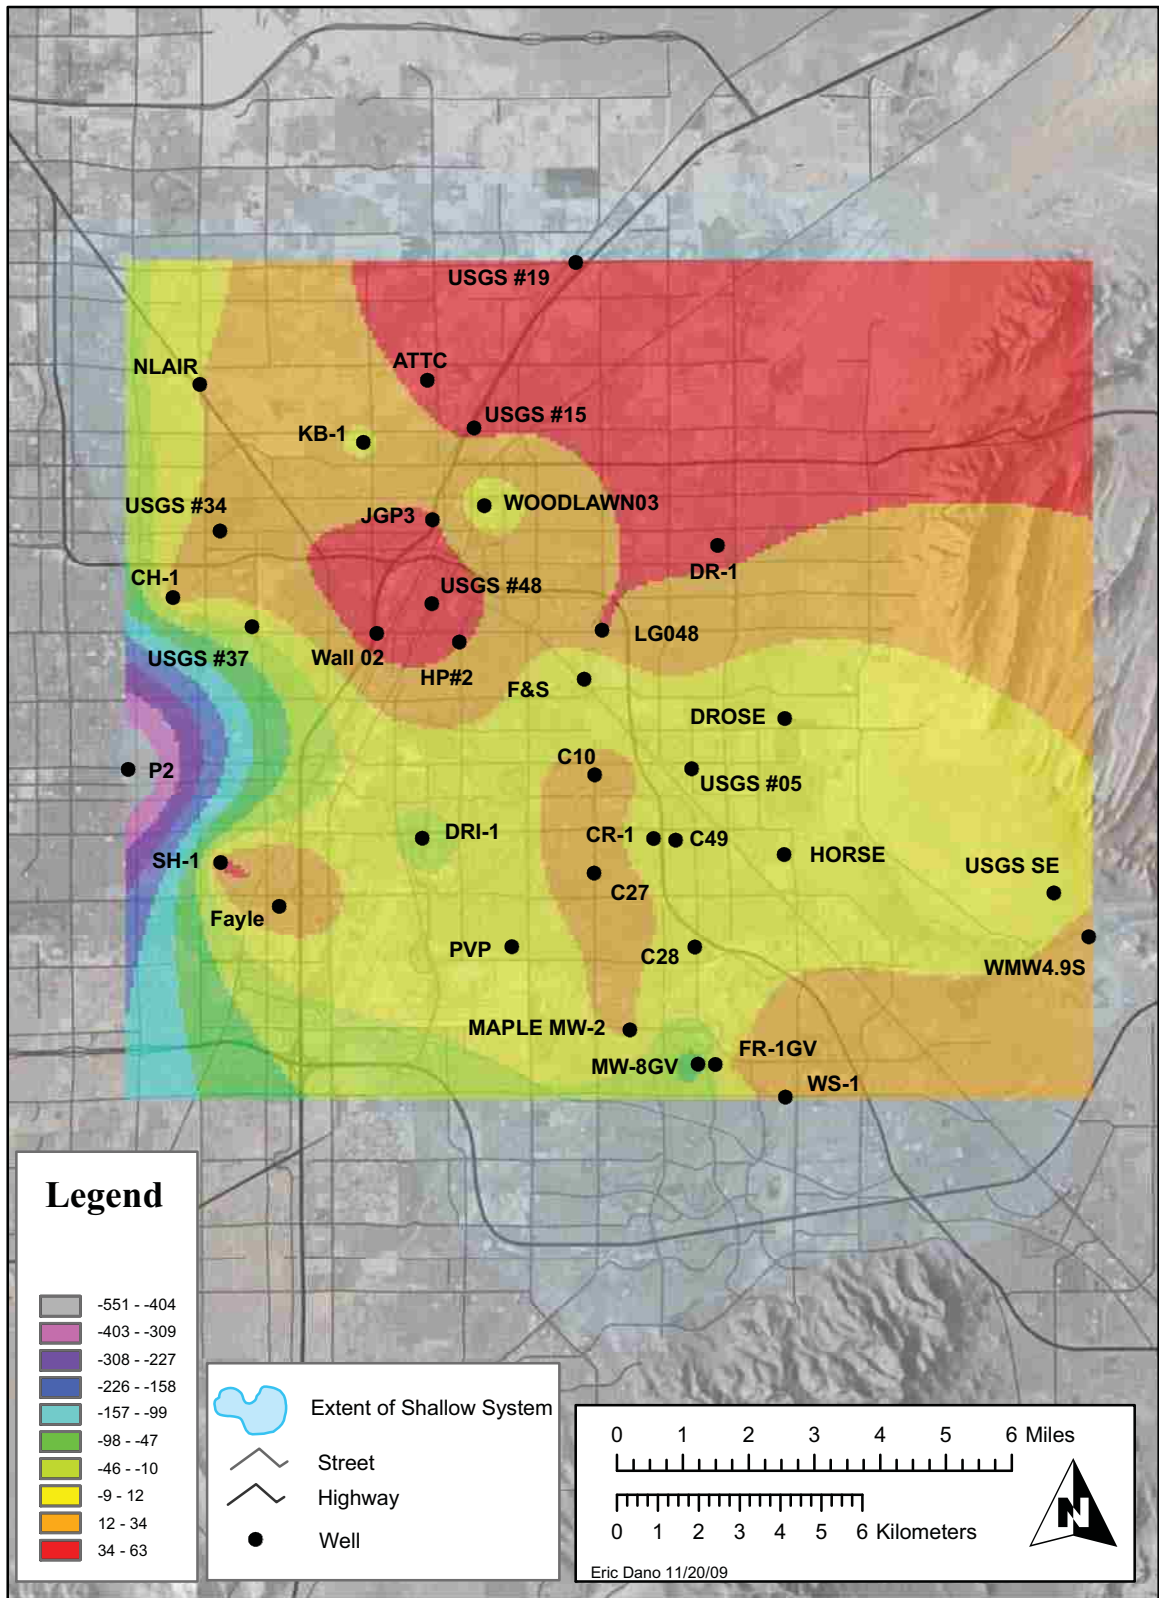 USGS #19
ATTC
NLAIR
USGS #15
KB-1
WOODLAWN03
USGS #34
JGP3
DR-1
CH-1
USGS #48
LG048
USGS #37
Wall 02
HP#2
F&S
DROSE
C10
P2
USGS #05
DRI-1
CR-1
C49
HORSE
SH-1
USGS SE
C27
Fayle
PVP
C28
WMW4.9S
MAPLE MW-2
FR-1GV
MW-8GV
WS-1
Legend
-551 - -404
-403 - -309
-308 - -227
-226 - -158
-157 - -99
-98 - -47
-46 - -10
-9 - 12
12 - 34
34 - 63
Extent of Shallow System
Street
Highway
Well
0 1 2 3 4 5 6 Miles
0 1 2 3 4 5 6 Kilometers
N
Eric Dano 11/20/09